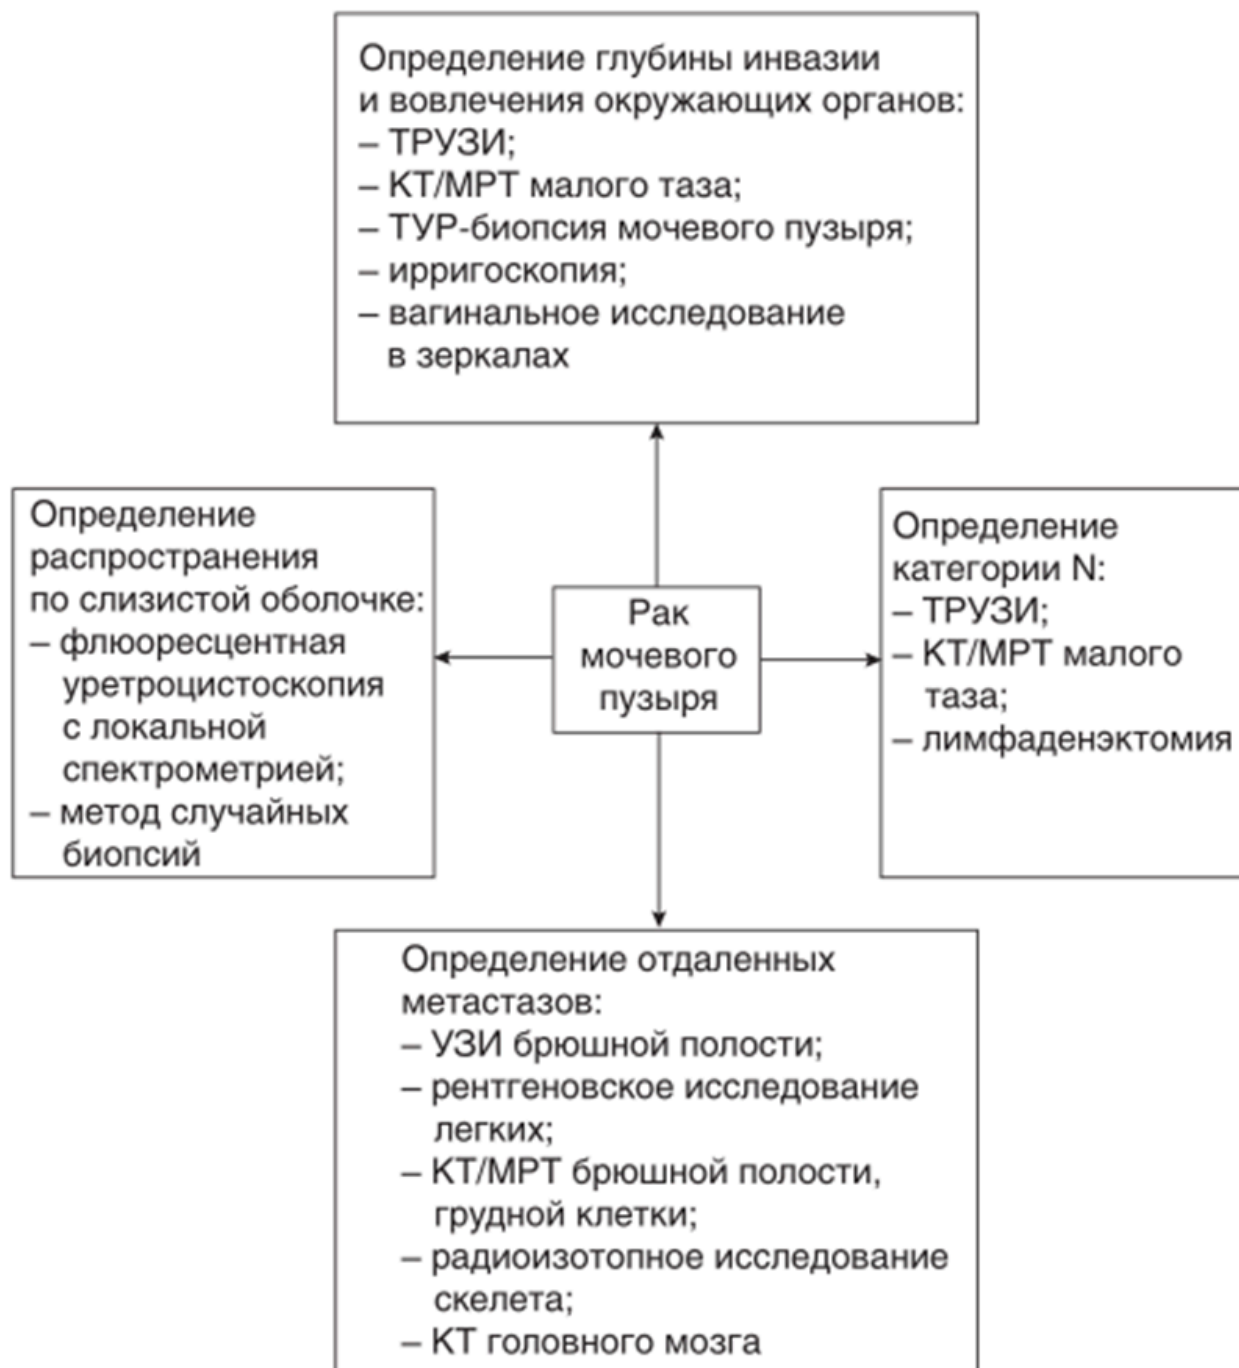 Определение глубины инвазии
и вовлечения окружающих органов:
– ТРУЗИ;
– КТ/МРТ малого таза;
– ТУР-биопсия мочевого пузыря;
– ирригоскопия;
– вагинальное исследование
в зеркалах
Определение
распространения
по слизистой оболочке:
– флюоресцентная
уретроцистоскопия
с локальной
спектрометрией;
– метод случайных
биопсий
Рак
мочевого
пузыря
Определение
категории N:
– ТРУЗИ;
– КТ/МРТ малого
таза;
– лимфаденэктомия
Определение отдаленных
метастазов:
– УЗИ брюшной полости;
– рентгеновское исследование
легких;
– КТ/МРТ брюшной полости,
грудной клетки;
– радиоизотопное исследование
скелета;
– КТ головного мозга